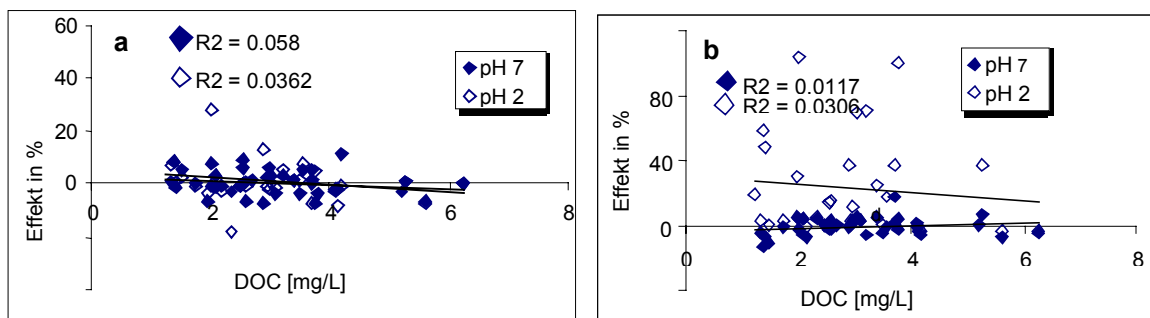 a
R2 = 0.058
R2 = 0.0362
pH 7
pH 2
60
40
20
0
0 2 4 6 8
Effekt in %
DOC [mg/L]
b
R2 = 0.0117
R2 = 0.0306
pH 7
pH 2
80
40
0
0 2 4 6 8
Effekt in %
DOC [mg/L]